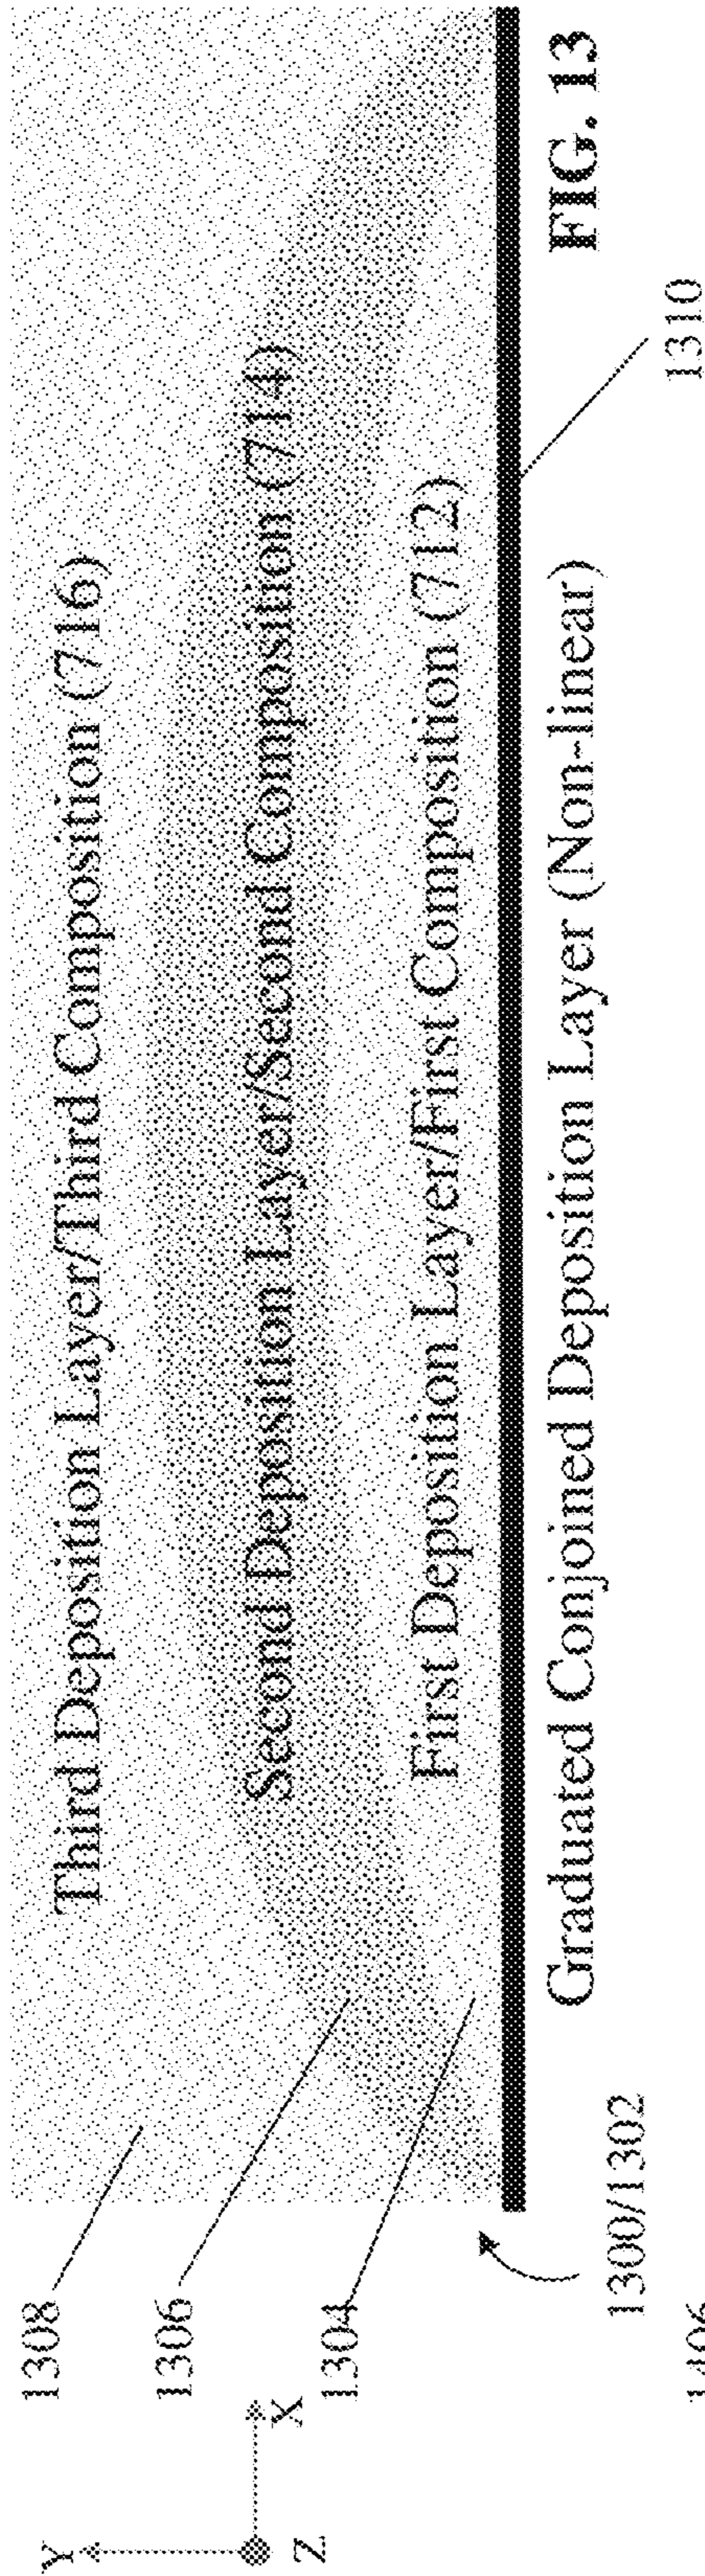 1308
Third Deposition Layer/Third Composition (716)
1306
Second Deposition Layer/Second Composition (714)
1304
First Deposition Layer/First Composition (712)
Y
X
Z
1300/1302
Graduated Conjoined Deposition Layer (Non-linear)
FIG. 13
1310